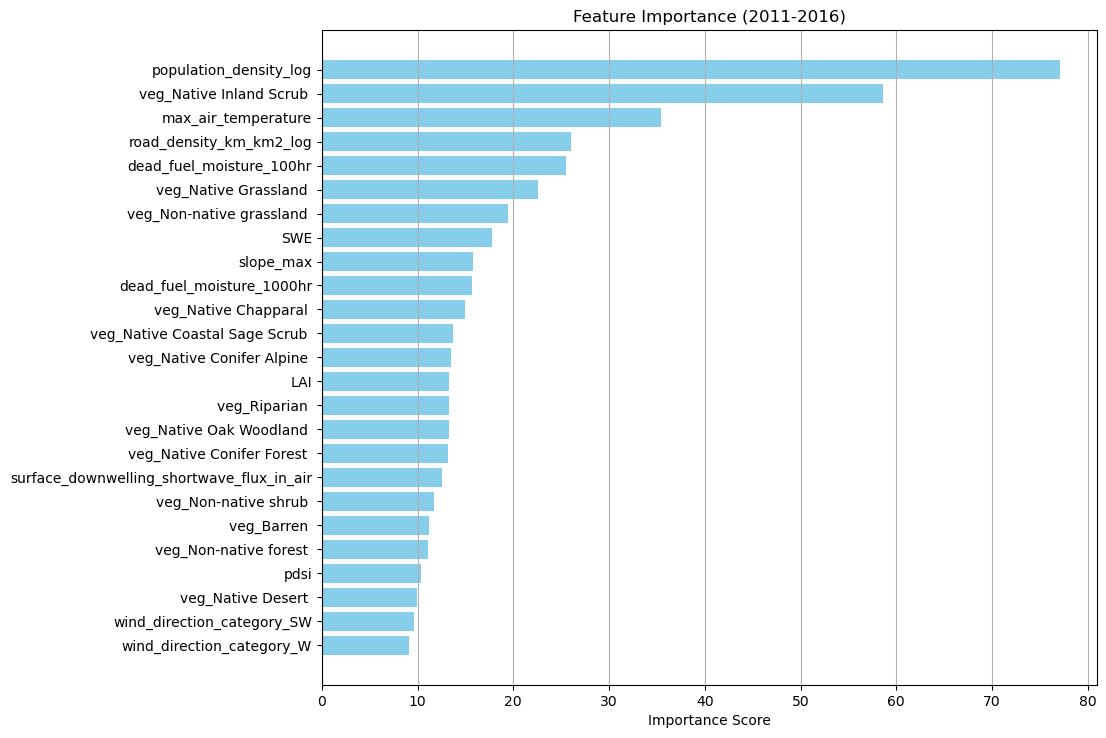 Feature Importance (2011-2016)
population_density_log
veg_Native Inland Scrub
max_air_temperature
road_density_km_km2_log
dead_fuel_moisture_100hr
veg_Native Grassland
veg_Non-native grassland
SWE
slope_max
dead_fuel_moisture_1000hr
veg_Native Chapparal
veg_Native Coastal Sage Scrub
veg_Native Conifer Alpine
LAI
veg_Riparian
veg_Native Oak Woodland
veg_Native Conifer Forest
surface_downwelling_shortwave_flux_in_air
veg_Non-native shrub
veg_Barren
veg_Non-native forest
pdsi
veg_Native Desert
wind_direction_category_SW
wind_direction_category_W
0 10 20 30 40 50 60 70 80
Importance Score